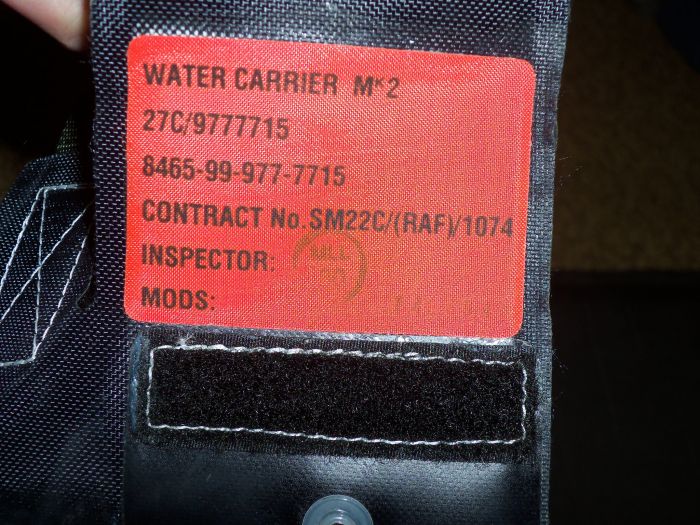 WATER CARRIER MK2
27C/9777715
8465-99-977-7715
CONTRACT No.SM22C/(RAF)/1074
INSPECTOR:
MODS: